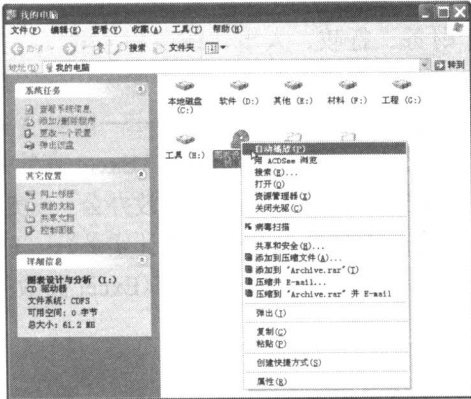 我的电脑
文件(F) 编辑(E) 查看(V) 收藏(A) 工具(T) 帮助(H)
搜索 文件夹
地址(D) 我的电脑 转到
系统任务
查看系统信息
添加/删除程序
更改一个设置
弹出该盘
其它位置
网上邻居
我的文档
共享文档
控制面板
详细信息
图表设计与分析 (I:)
CD 驱动器
文件系统: CDFS
可用空间: 0 字节
总大小: 61.2 MB
本地磁盘 (C:)
软件 (D:)
其他 (E:)
材料 (F:)
工程 (G:)
工具 (H:)
自动播放(P)
用 ACDSee 浏览
搜索(E)...
打开(O)
资源管理器(X)
关闭光驱(C)
病毒扫描
共享和安全(H)...
添加到压缩文件(A)...
添加到 "Archive.rar"(T)
压缩并 E-mail...
压缩到 "Archive.rar" 并 E-mail
弹出(J)
复制(C)
粘贴(P)
创建快捷方式(S)
属性(R)